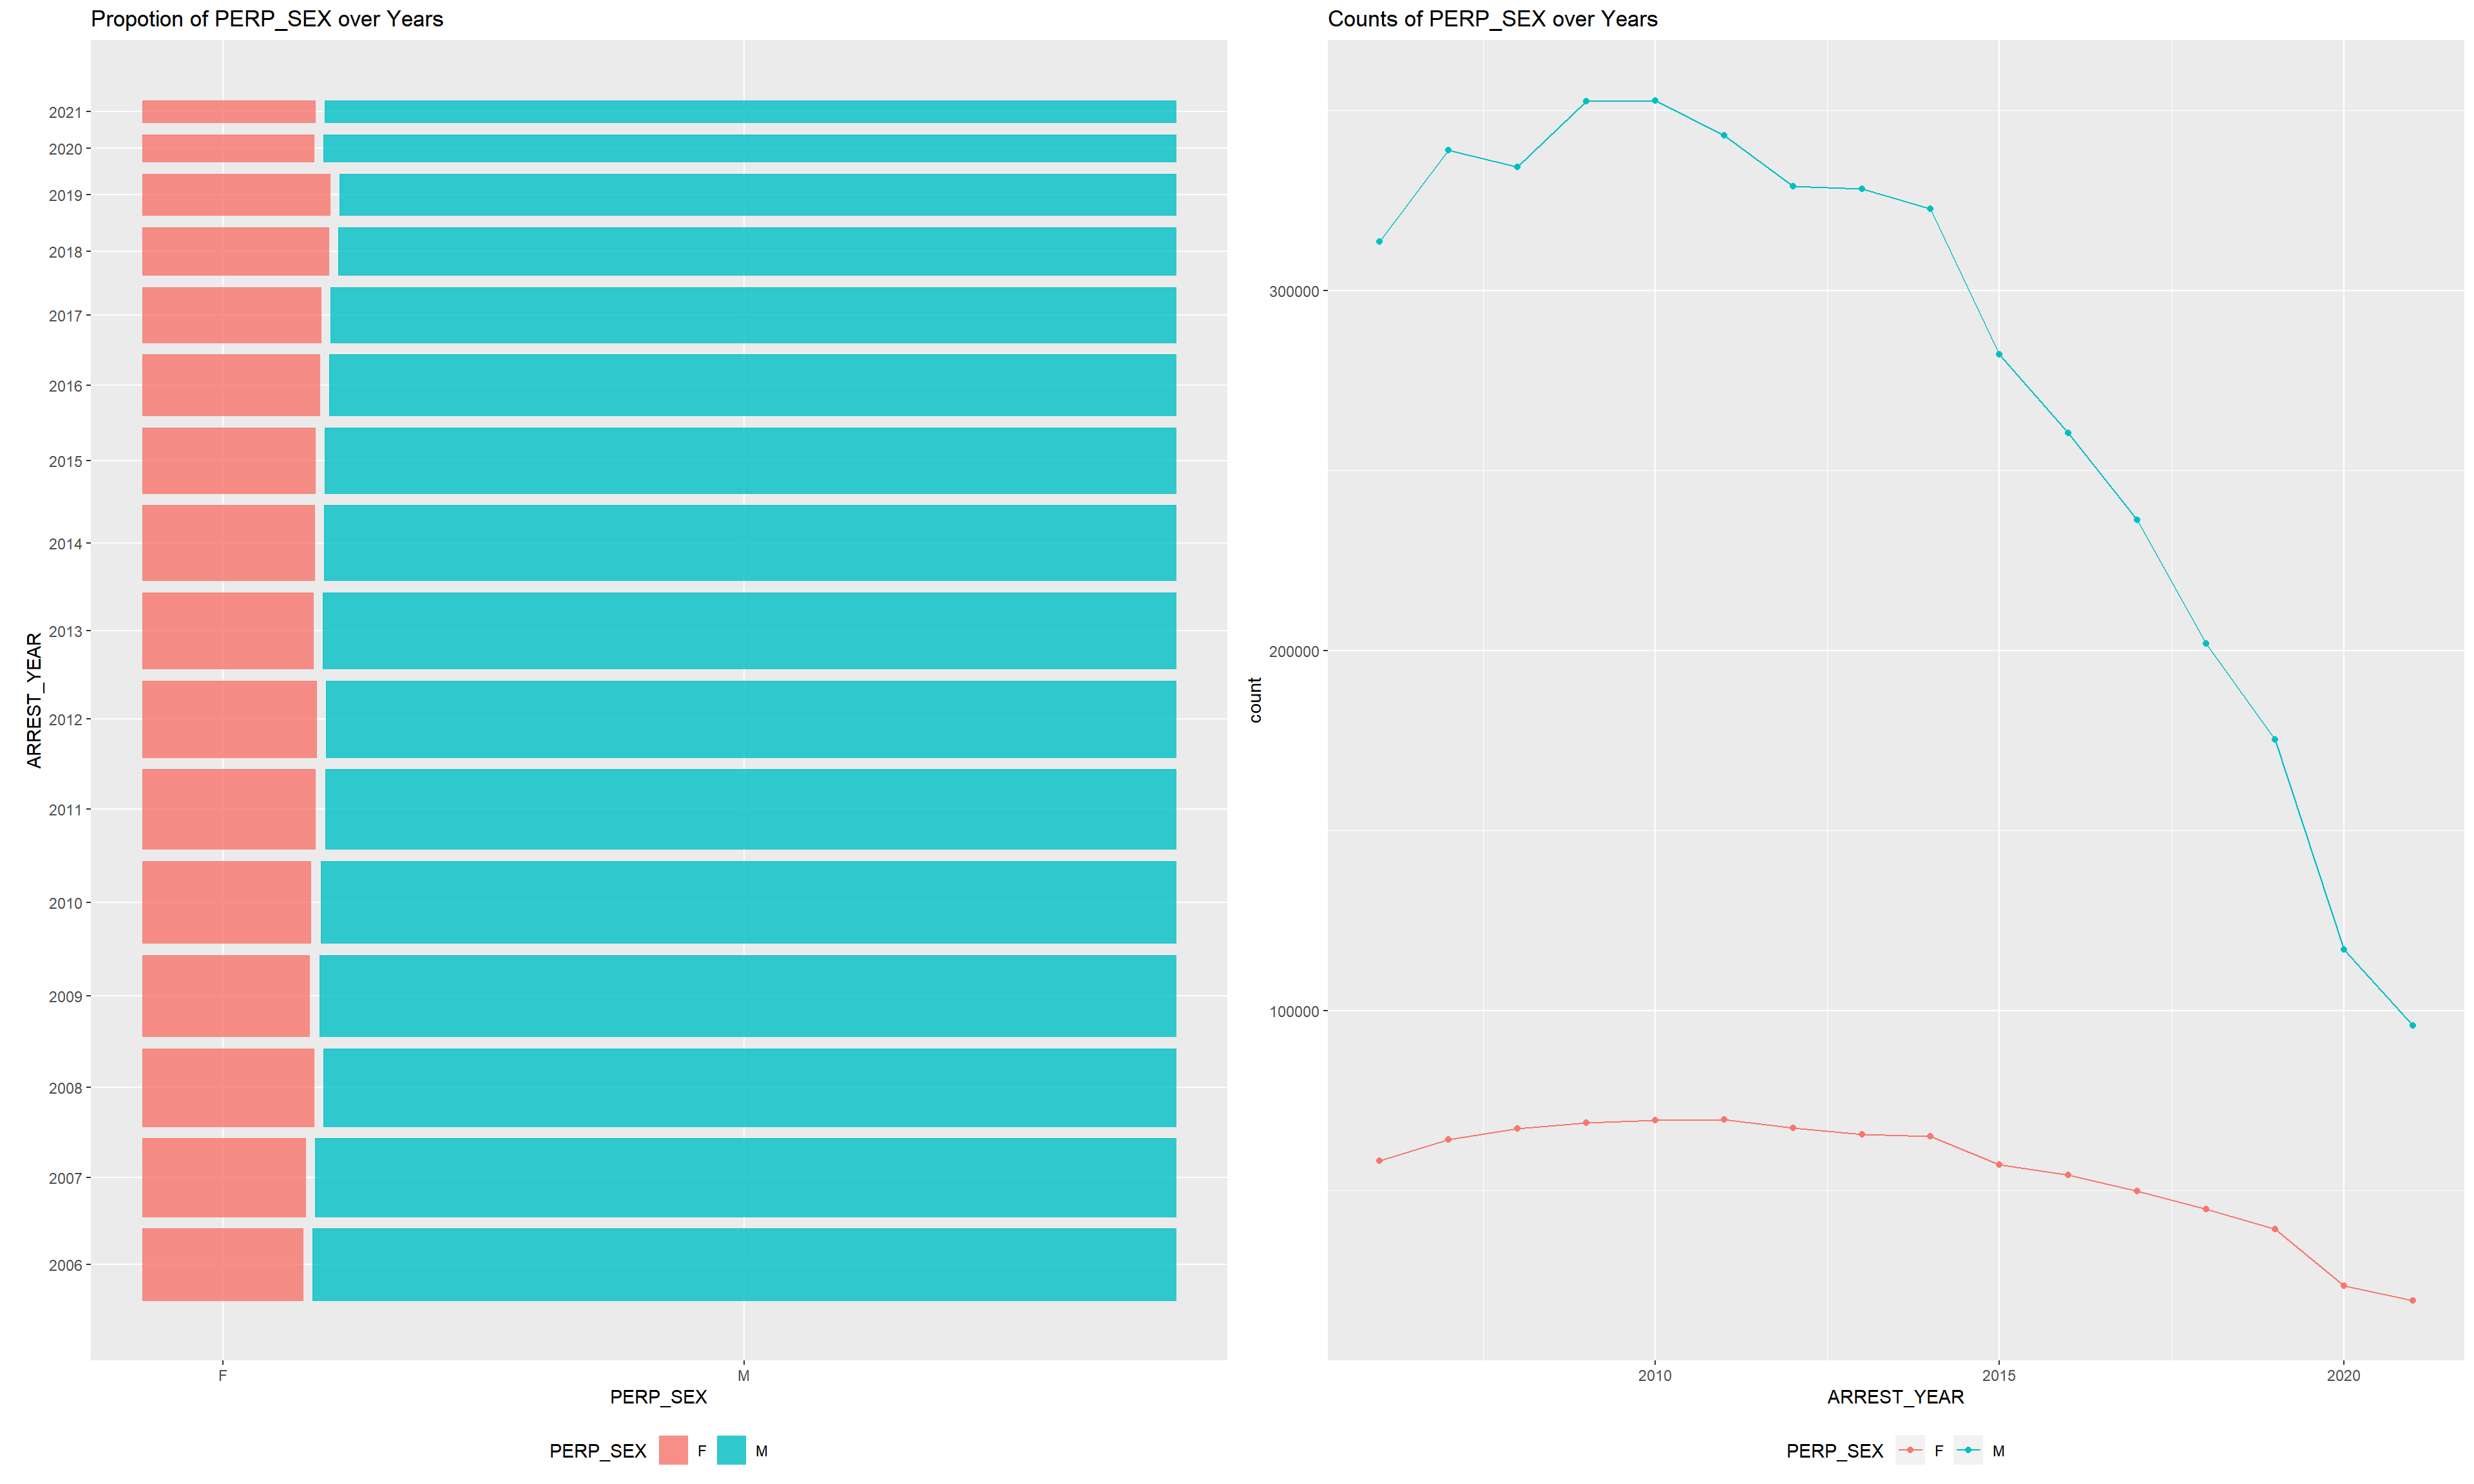 Propotion of PERP_SEX over Years
2021
2020
2019
2018
2017
2016
2015
2014
2013
2012
2011
2010
2009
2008
2007
2006
ARREST_YEAR
F M
PERP_SEX
PERP_SEX F M
Counts of PERP_SEX over Years
300000
200000
100000
count
2010 2015 2020
ARREST_YEAR
PERP_SEX F M